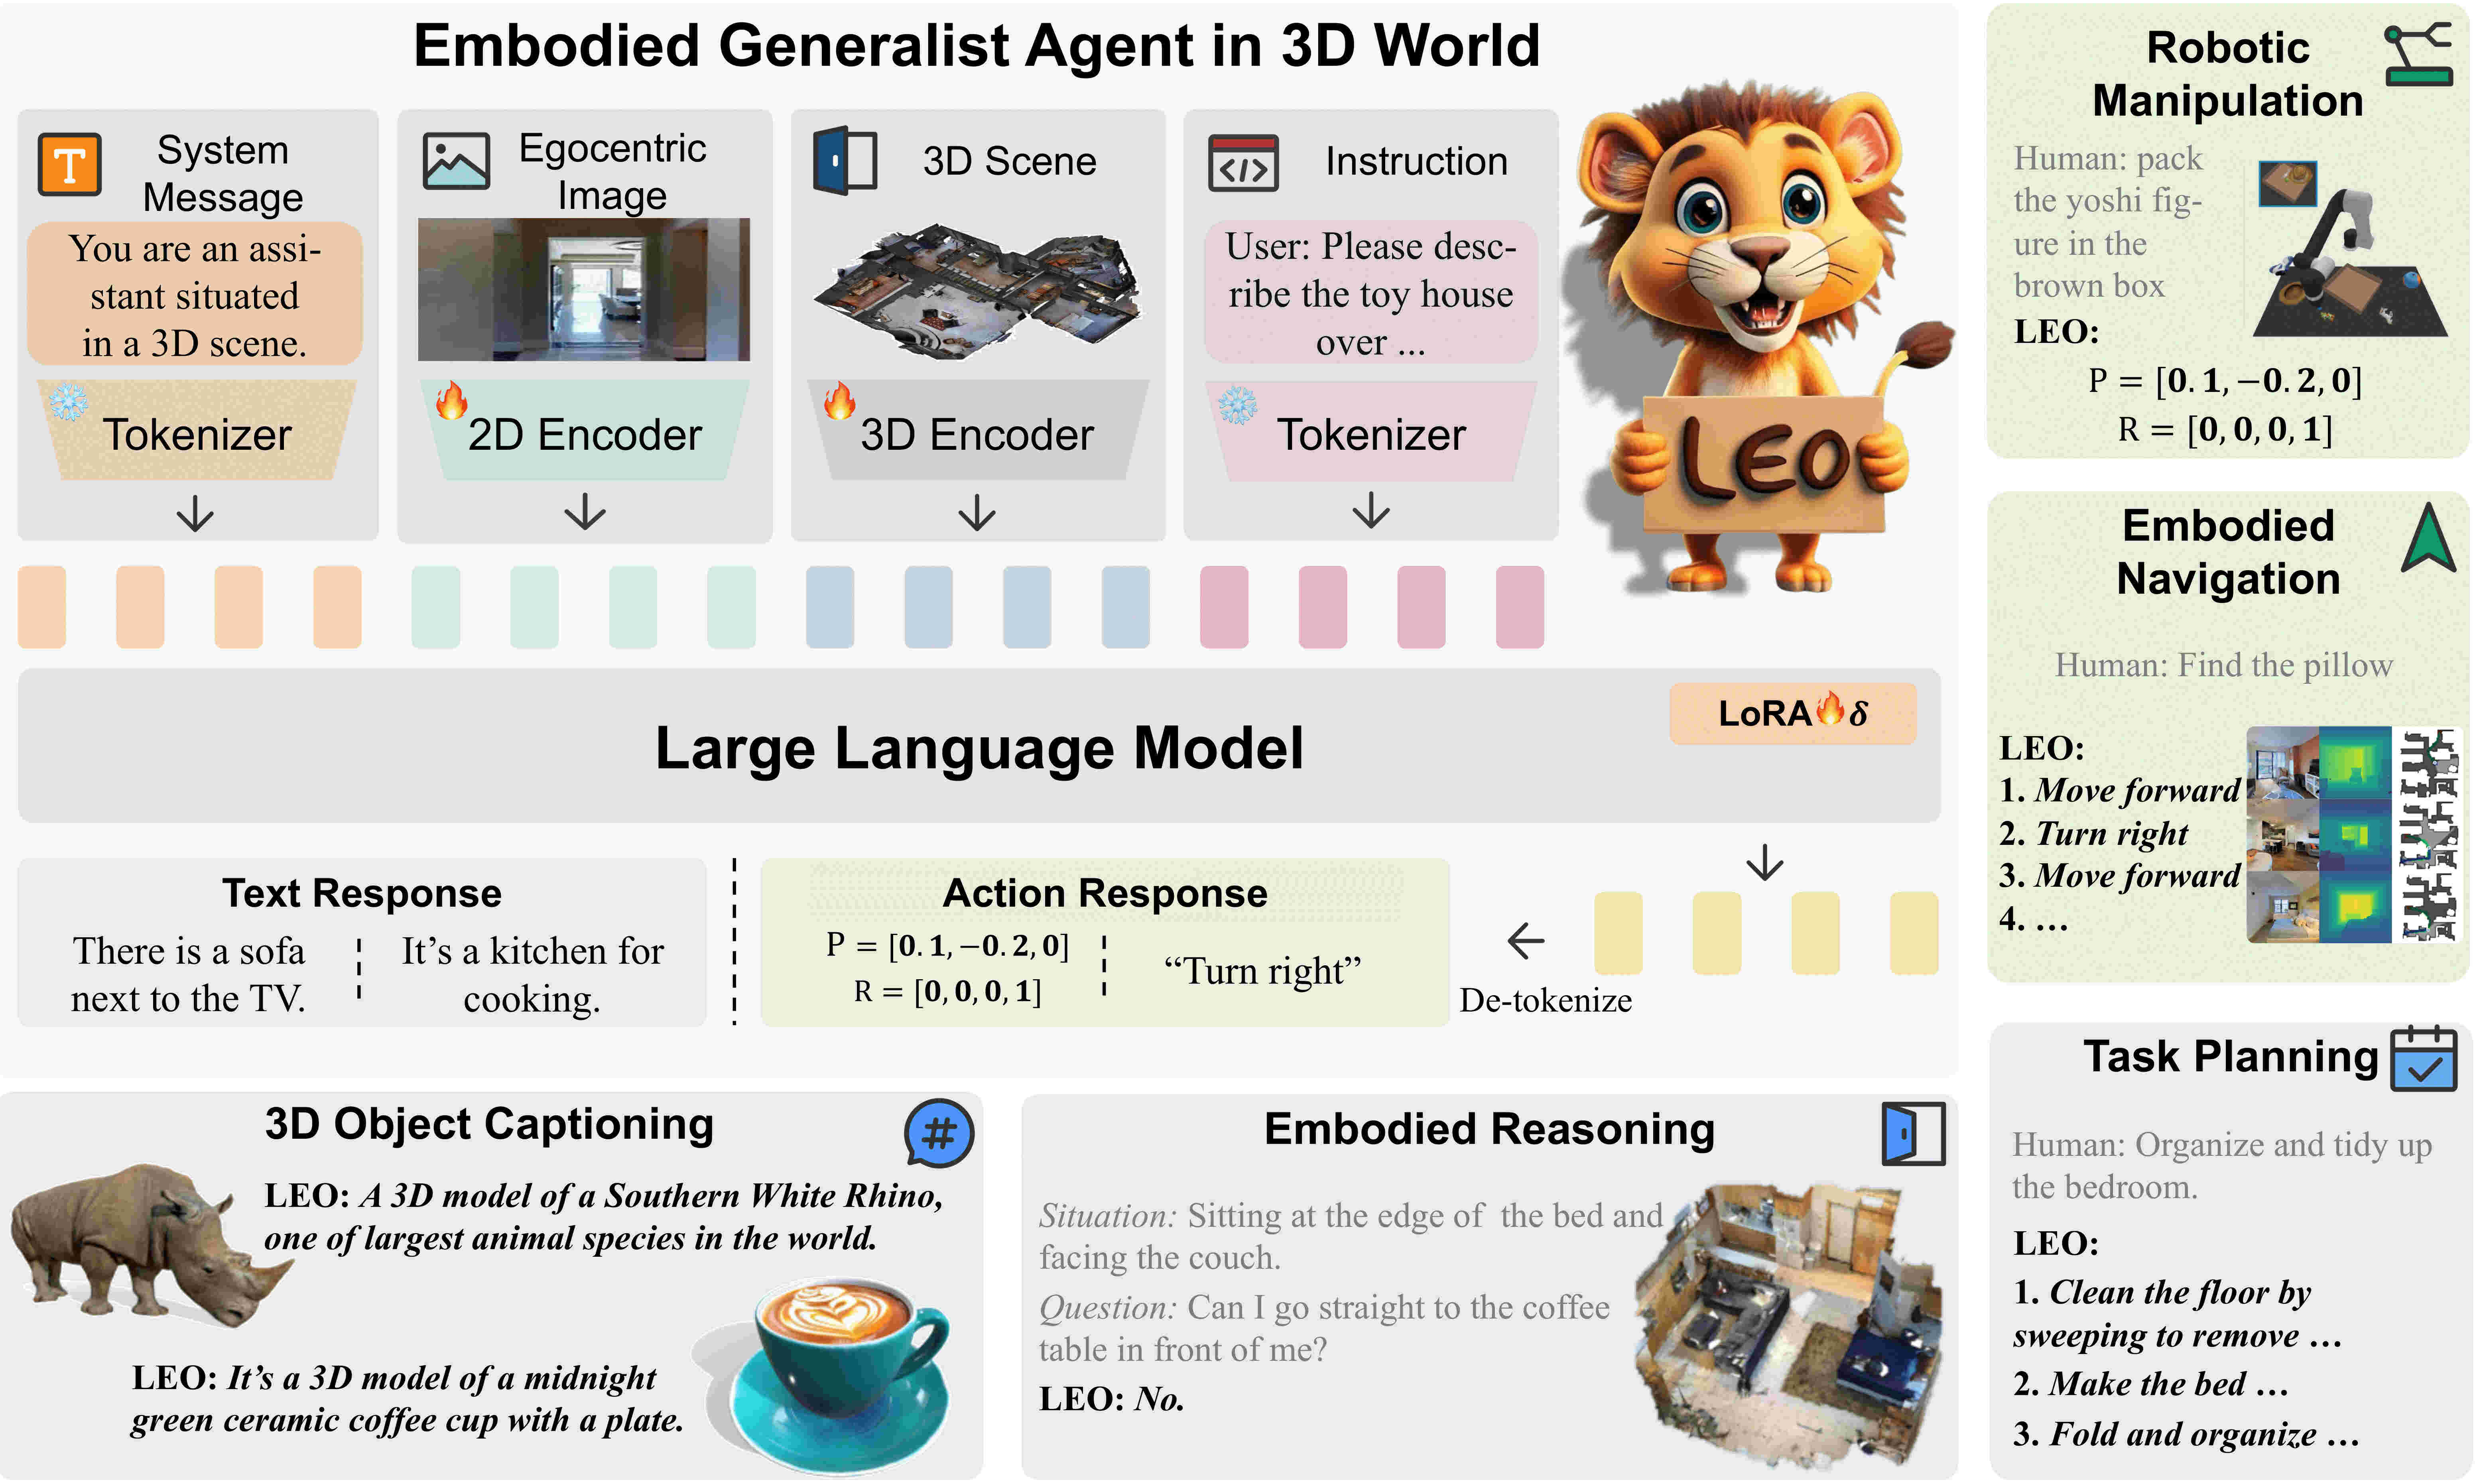 Embodied Generalist Agent in 3D World
T
System
Message
You are an assi-
stant situated
in a 3D scene.
Tokenizer
Egocentric
Image
2D Encoder
3D Scene
3D Encoder
</>
Instruction
User: Please desc-
ribe the toy house
over ...
Tokenizer
LEO
Large Language Model
LoRA δ
Text Response
There is a sofa
next to the TV.
It’s a kitchen for
cooking.
Action Response
P = [0.1, −0.2, 0]
R = [0, 0, 0, 1]
“Turn right”
De-tokenize
3D Object Captioning
#
LEO: A 3D model of a Southern White Rhino,
one of largest animal species in the world.
LEO: It’s a 3D model of a midnight
green ceramic coffee cup with a plate.
Embodied Reasoning
Situation: Sitting at the edge of the bed and
facing the couch.
Question: Can I go straight to the coffee
table in front of me?
LEO: No.
Robotic
Manipulation
Human: pack
the yoshi fig-
ure in the
brown box
LEO:
P = [0.1, −0.2, 0]
R = [0, 0, 0, 1]
Embodied
Navigation
Human: Find the pillow
LEO:
1. Move forward
2. Turn right
3. Move forward
4. ...
Task Planning
Human: Organize and tidy up
the bedroom.
LEO:
1. Clean the floor by
sweeping to remove ...
2. Make the bed ...
3. Fold and organize ...